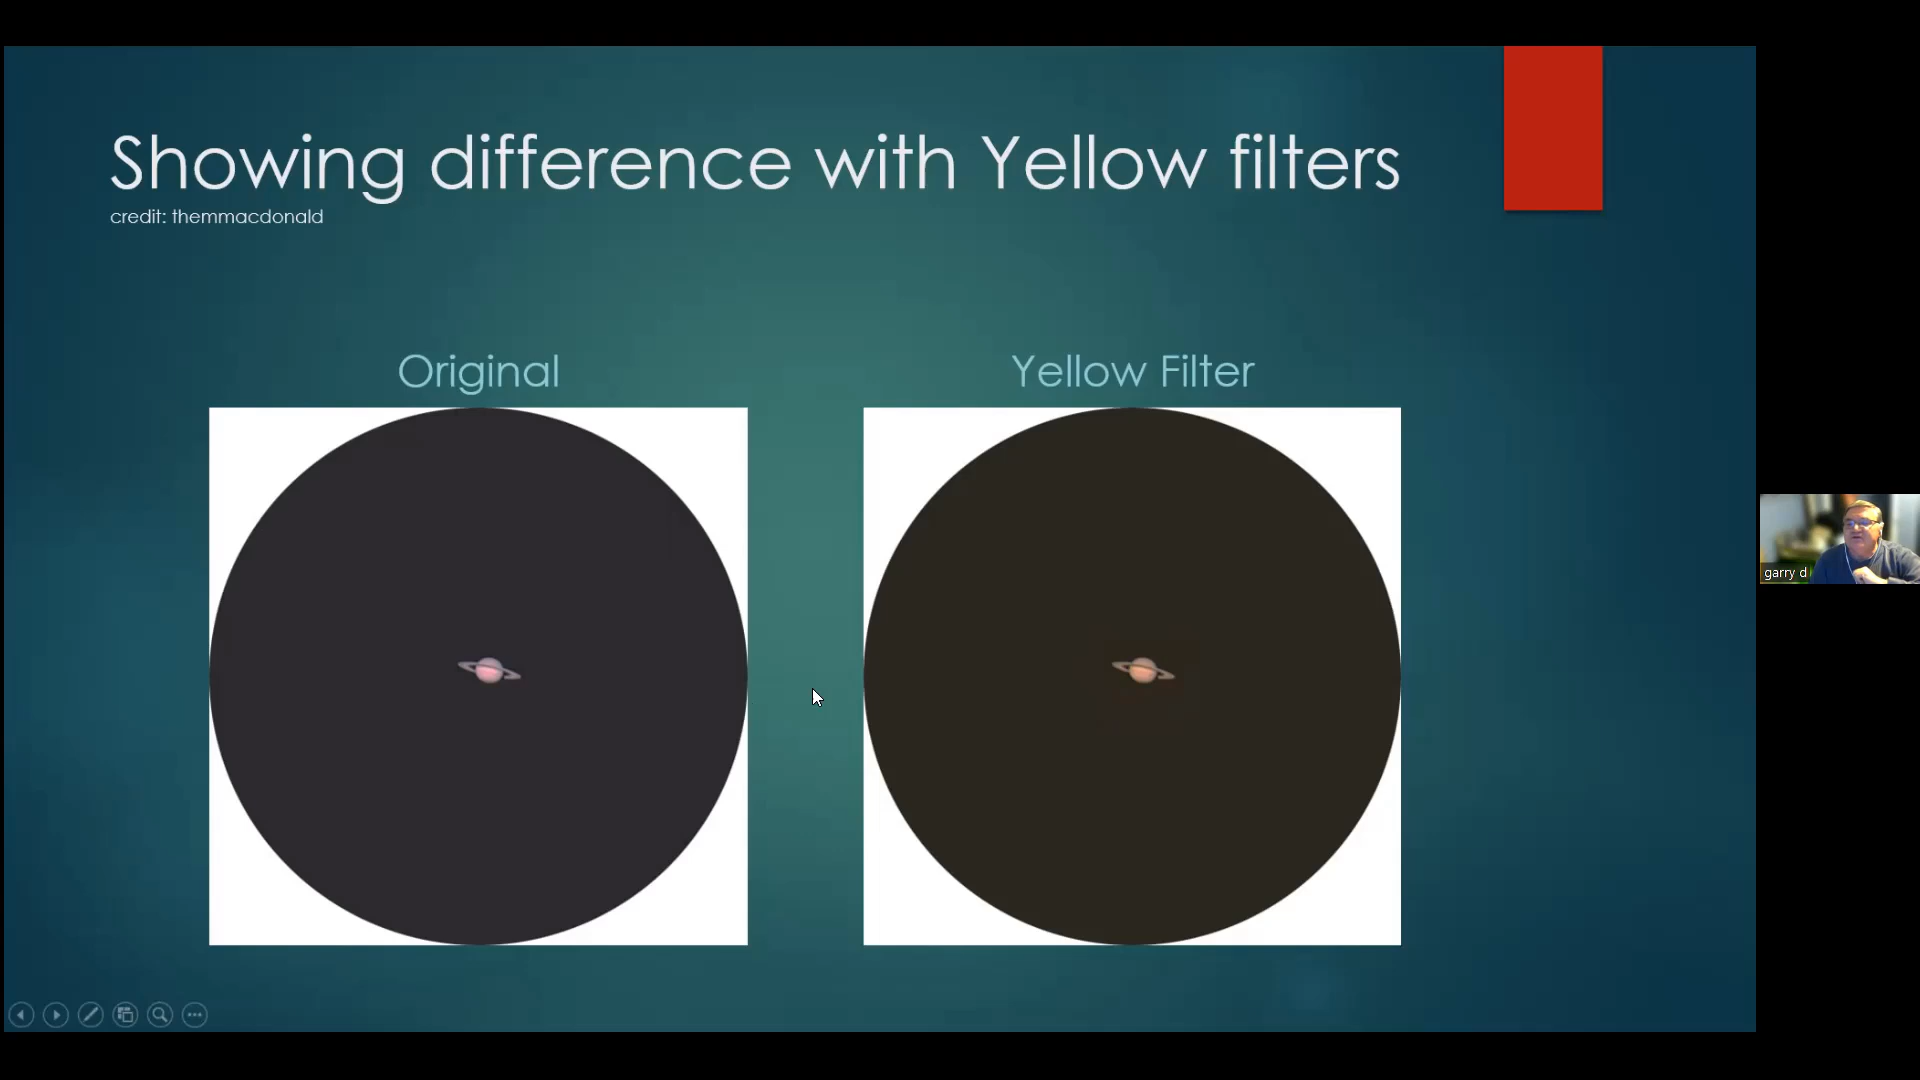 Showing difference with Yellow filters
credit: themmacdonald
Original
Yellow Filter
garry d